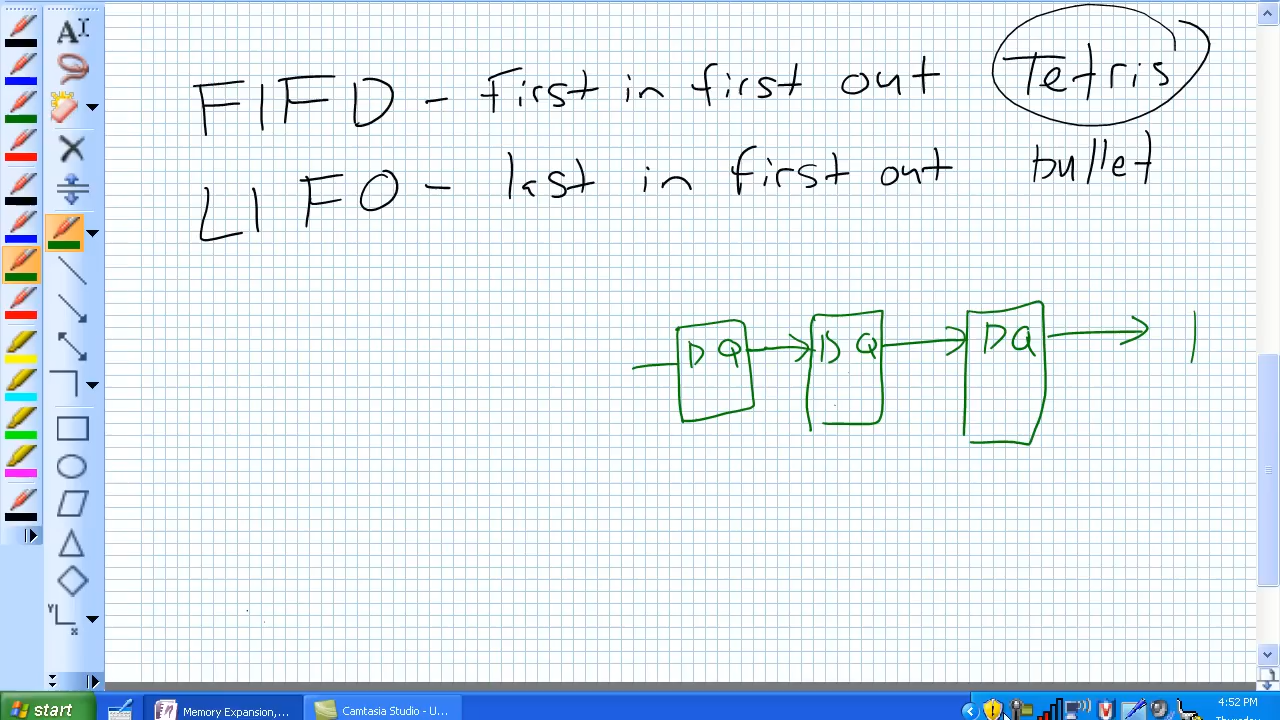 FIFO - First in first out Tetris
LIFO - last in first out bullet
D Q D Q D Q
start
Memory Expansion,...
Camtasia Studio - U...
4:52 PM
Thursday